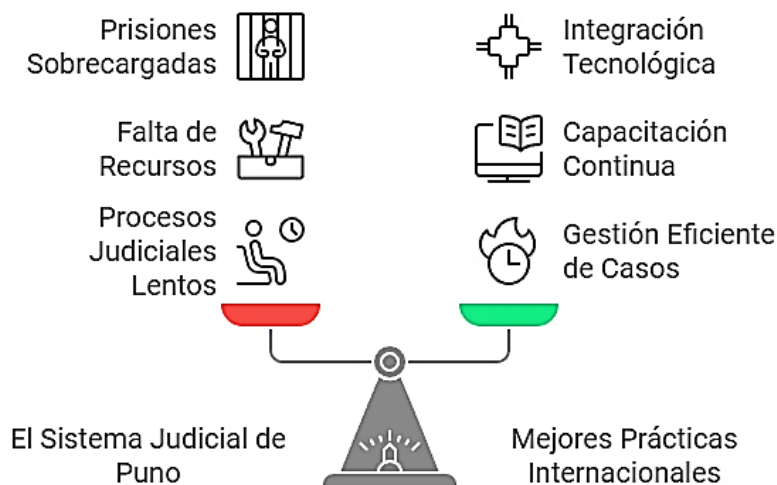 Prisiones
Sobrecargadas
Integración
Tecnológica
Falta de
Recursos
Capacitación
Continua
Procesos
Judiciales
Lentos
Gestión Eficiente
de Casos
El Sistema Judicial de
Puno
Mejores Prácticas
Internacionales